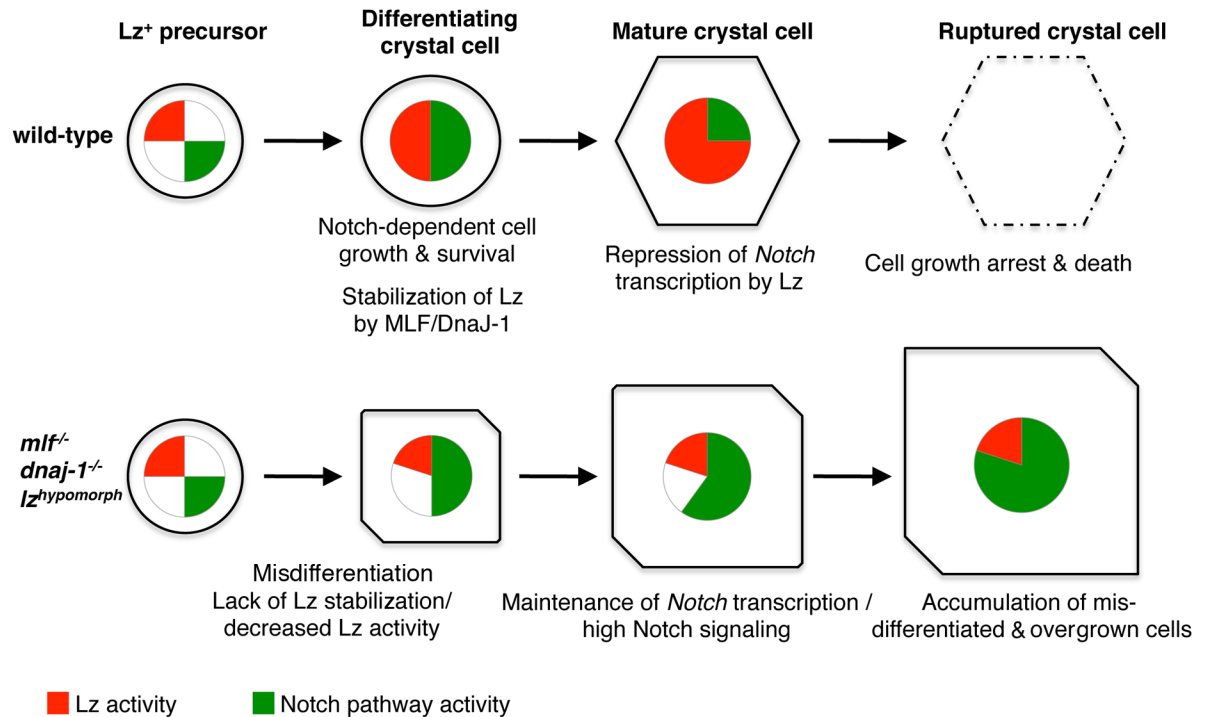 Lz+ precursor
Differentiating
crystal cell
Mature crystal cell
Ruptured crystal cell
wild-type
Notch-dependent cell
growth & survival
Stabilization of Lz
by MLF/DnaJ-1
Repression of Notch
transcription by Lz
Cell growth arrest & death
mlf-/-
dnaj-1-/-
lzhypomorph
Misdifferentiation
Lack of Lz stabilization/
decreased Lz activity
Maintenance of Notch transcription /
high Notch signaling
Accumulation of mis-
differentiated & overgrown cells
Lz activity
Notch pathway activity